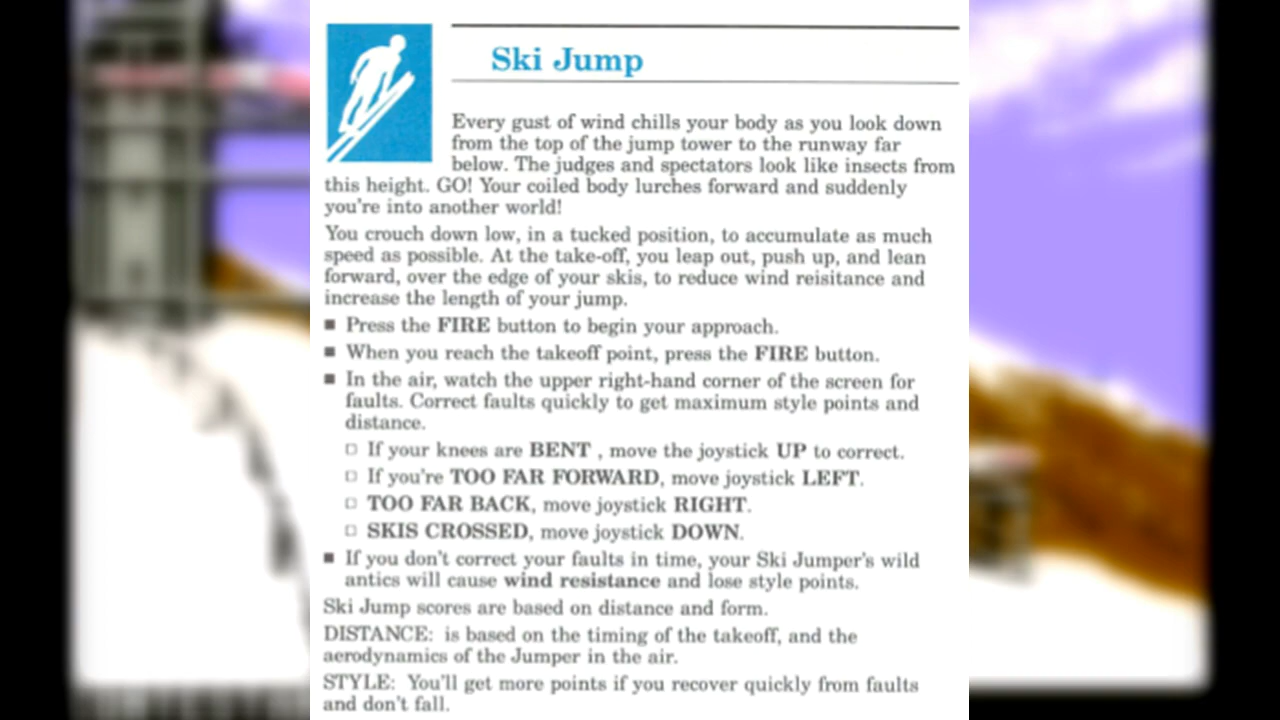 Ski Jump
Every gust of wind chills your body as you look down
from the top of the jump tower to the runway far
below. The judges and spectators look like insects from
this height. GO! Your coiled body lurches forward and suddenly
you're into another world!
You crouch down low, in a tucked position, to accumulate as much
speed as possible. At the take-off, you leap out, push up, and lean
forward, over the edge of your skis, to reduce wind reisitance and
increase the length of your jump.
■ Press the FIRE button to begin your approach.
■ When you reach the takeoff point, press the FIRE button.
■ In the air, watch the upper right-hand corner of the screen for
faults. Correct faults quickly to get maximum style points and
distance.
□ If your knees are BENT , move the joystick UP to correct.
□ If you're TOO FAR FORWARD, move joystick LEFT.
□ TOO FAR BACK, move joystick RIGHT.
□ SKIS CROSSED, move joystick DOWN.
■ If you don't correct your faults in time, your Ski Jumper's wild
antics will cause wind resistance and lose style points.
Ski Jump scores are based on distance and form.
DISTANCE: is based on the timing of the takeoff, and the
aerodynamics of the Jumper in the air.
STYLE: You'll get more points if you recover quickly from faults
and don't fall.